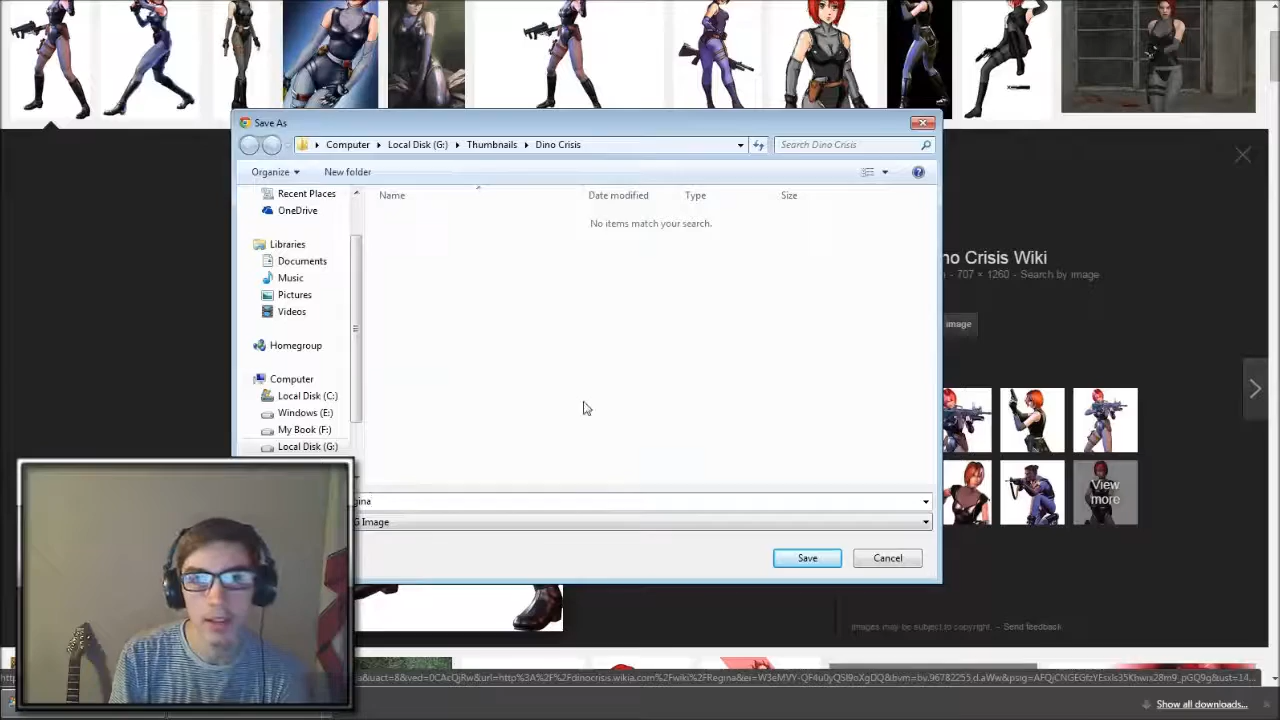 Save As
Computer Local Disk (G:) Thumbnails Dino Crisis Search Dino Crisis
Organize New folder
Recent Places
OneDrive
Libraries
Documents
Music
Pictures
Videos
Homegroup
Computer
Local Disk (C:)
Windows (E:)
My Book (F:)
Local Disk (G:)
Name Date modified Type Size
No items match your search.
gina
G Image
Save Cancel
no Crisis Wiki
- 707 × 1260 - Search by image
image
View
more
Images may be subject to copyright. - Send feedback
Show all downloads...